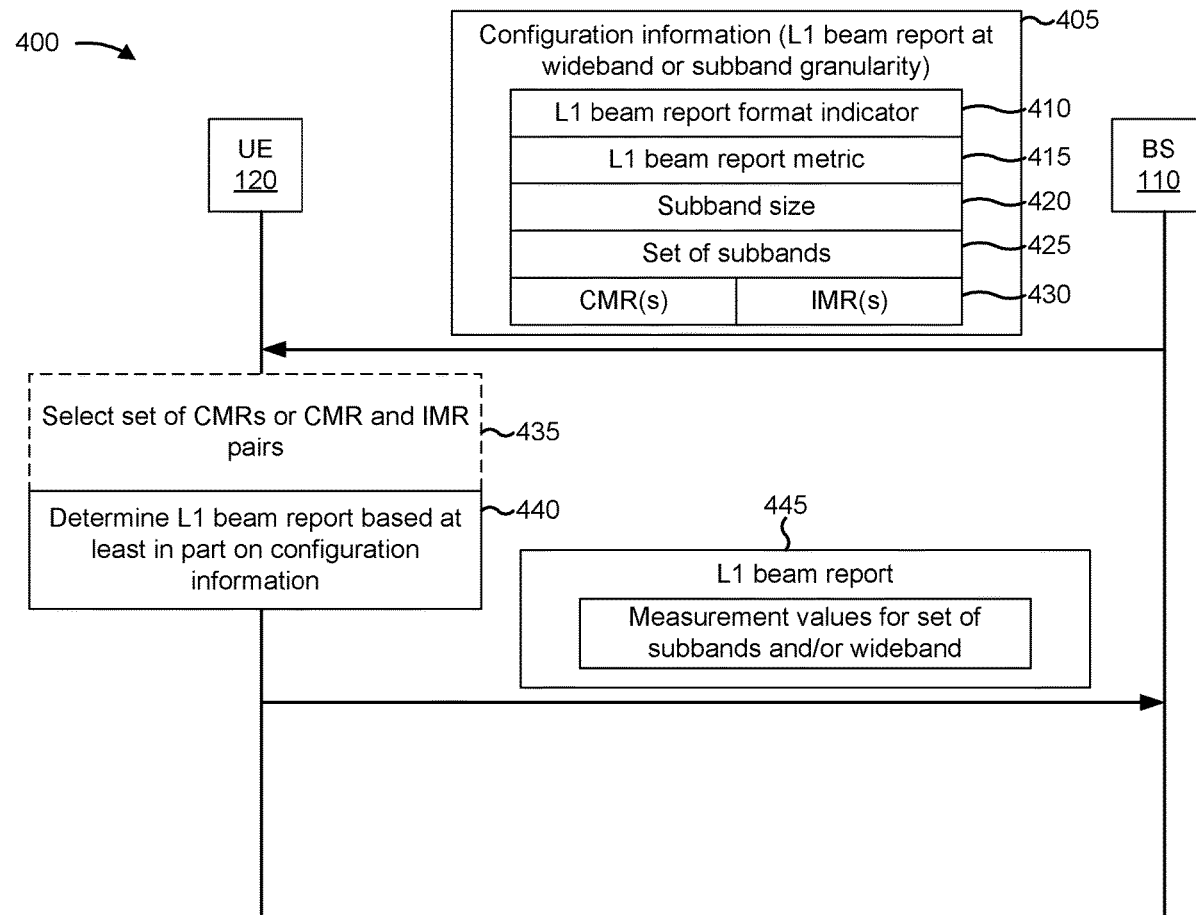 400
405
Configuration information (L1 beam report at
wideband or subband granularity)
L1 beam report format indicator
410
UE
120
BS
110
L1 beam report metric
415
Subband size
420
Set of subbands
425
CMR(s)
IMR(s)
430
Select set of CMRs or CMR and IMR
pairs
435
Determine L1 beam report based at
least in part on configuration
information
440
445
L1 beam report
Measurement values for set of
subbands and/or wideband